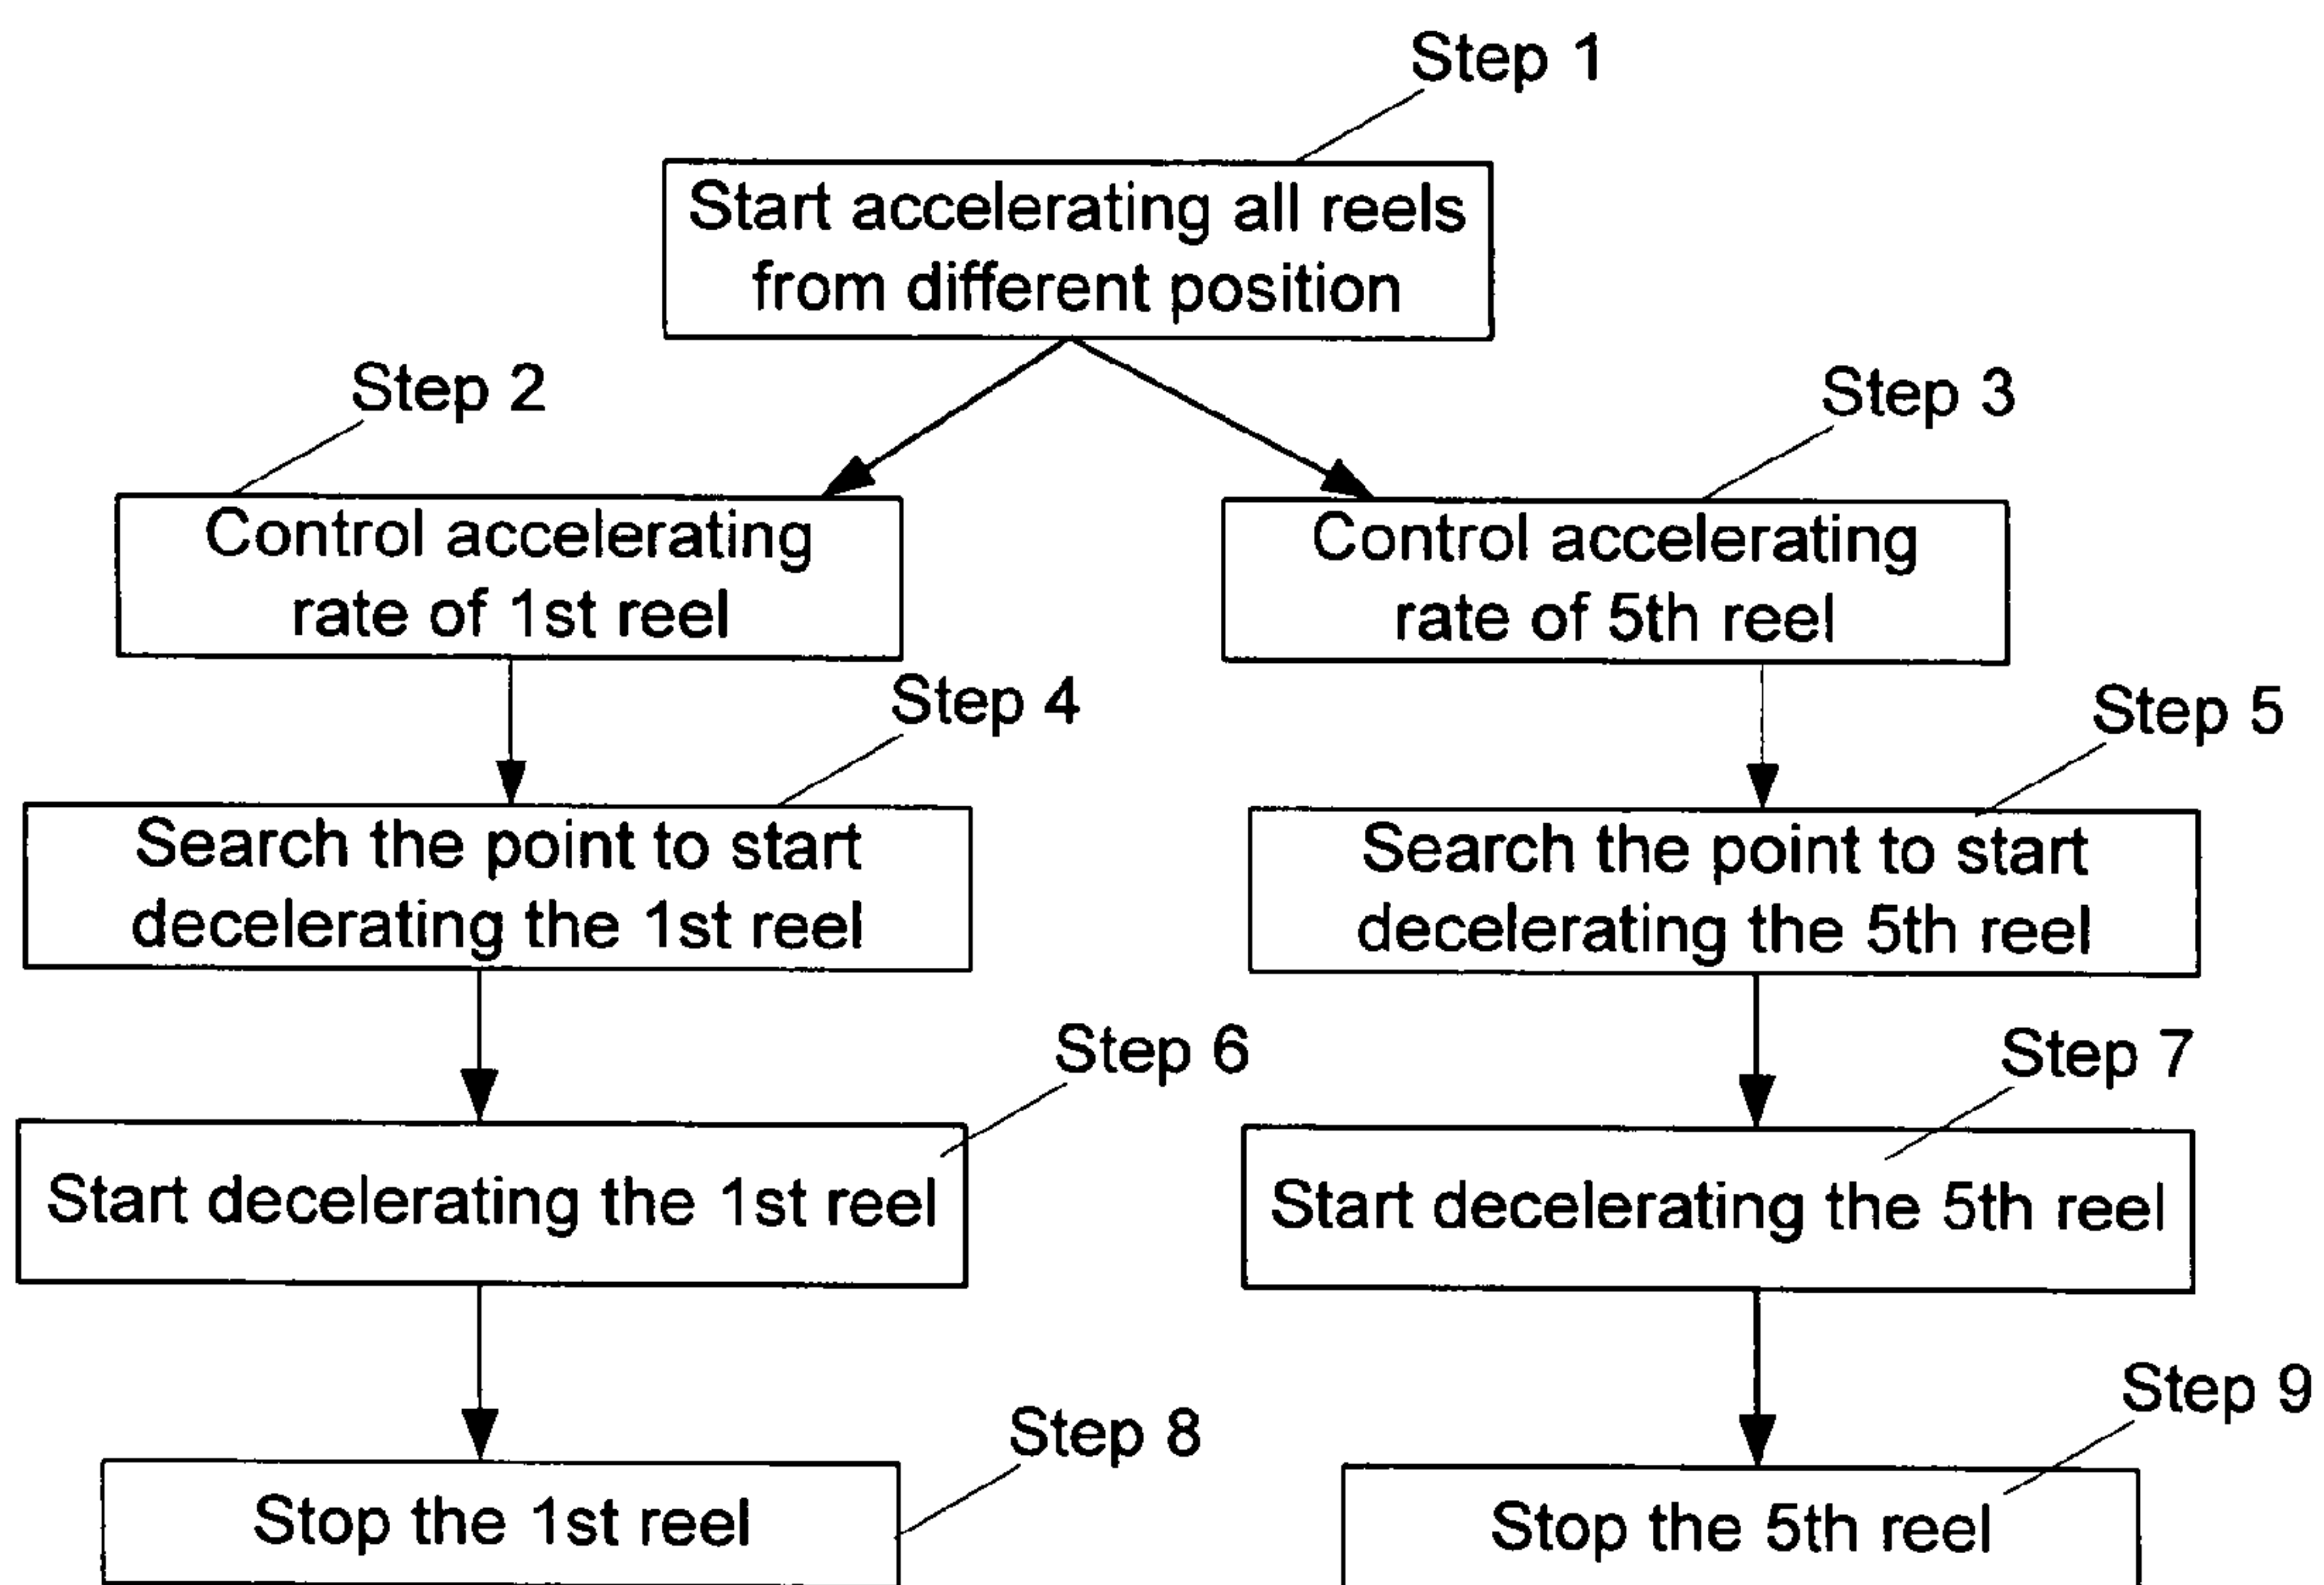 Step 1
Start accelerating all reels
from different position
Step 2
Step 3
Control accelerating
rate of 1st reel
Control accelerating
rate of 5th reel
Step 4
Step 5
Search the point to start
decelerating the 1st reel
Search the point to start
decelerating the 5th reel
Step 6
Step 7
Start decelerating the 1st reel
Start decelerating the 5th reel
Step 8
Step 9
Stop the 1st reel
Stop the 5th reel